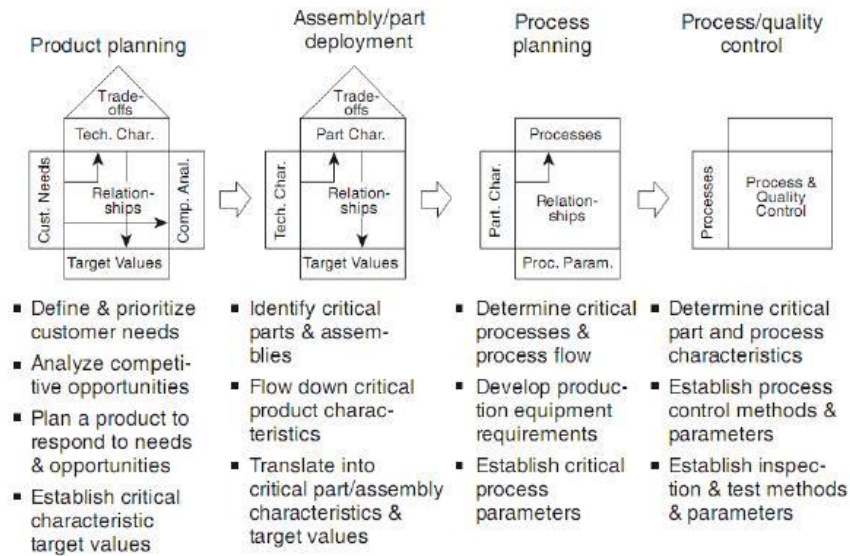 Product planning
Assembly/part
deployment
Process
planning
Process/quality
control
Trade-
offs
Tech. Char.
Cust. Needs
Relation-
ships
Comp. Anal.
Target Values
Trade-
offs
Part Char.
Tech. Char.
Relation-
ships
Target Values
Processes
Part. Char.
Relation-
ships
Proc. Param.
Processes
Process &
Quality
Control
▪ Define & prioritize
customer needs
▪ Analyze competi-
tive opportunities
▪ Plan a product to
respond to needs
& opportunities
▪ Establish critical
characteristic
target values
▪ Identify critical
parts & assem-
blies
▪ Flow down critical
product charac-
teristics
▪ Translate into
critical part/assembly
characteristics &
target values
▪ Determine critical
processes &
process flow
▪ Develop produc-
tion equipment
requirements
▪ Establish critical
process
parameters
▪ Determine critical
part and process
characteristics
▪ Establish process
control methods &
parameters
▪ Establish inspec-
tion & test methods
& parameters